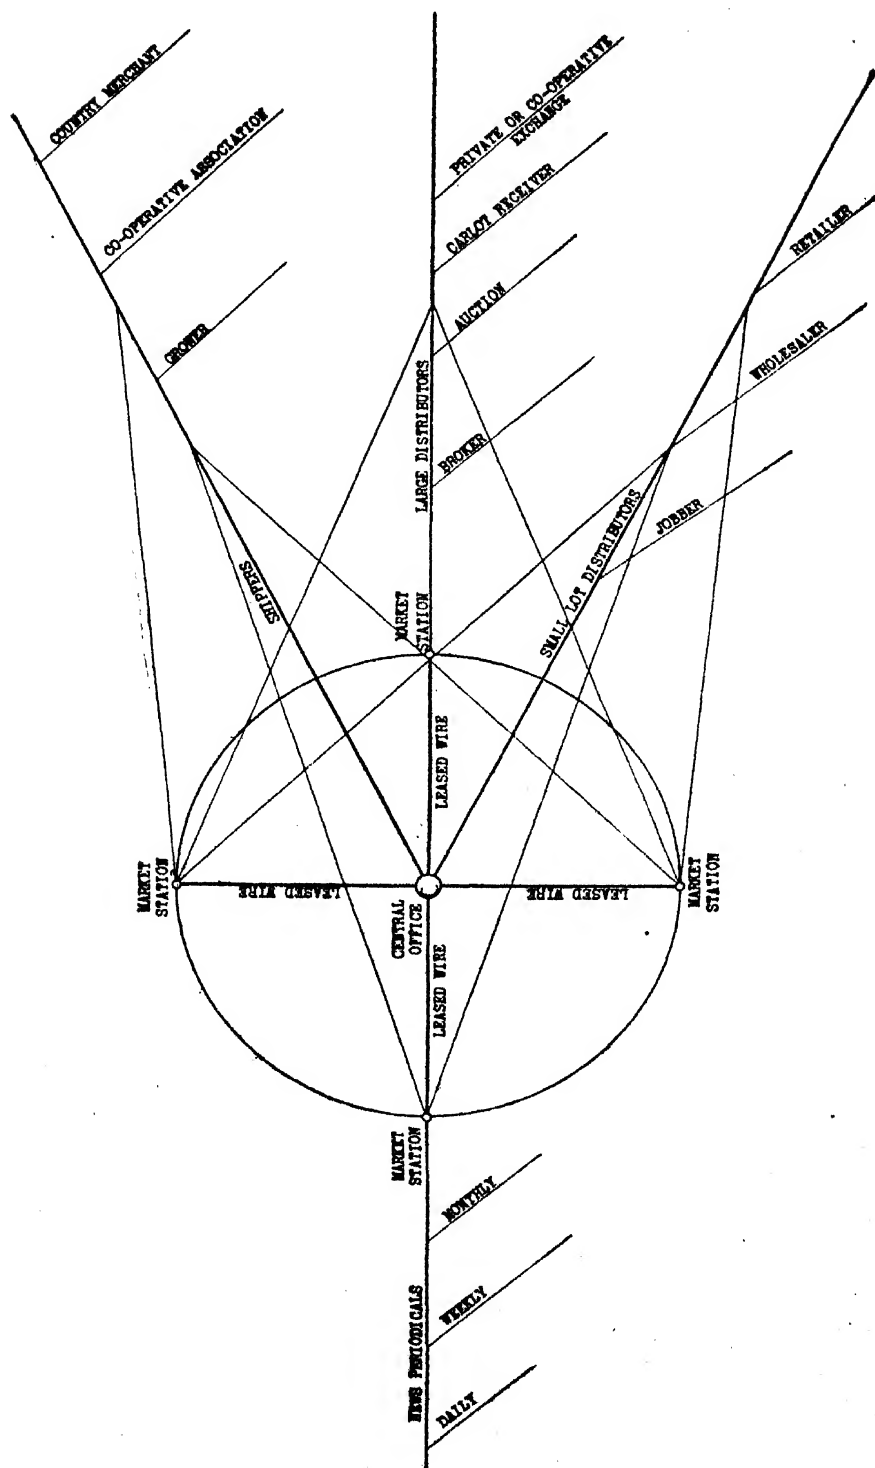 COUNTRY MERCHANT
CO-OPERATIVE ASSOCIATION
GROWER
SHIPPERS
PRIVATE OR CO-OPERATIVE
EXCHANGE
CARLOT RECEIVER
AUCTION
LARGE DISTRIBUTORS
BROKER
RETAILER
WHOLESALER
JOBBER
SMALL LOT DISTRIBUTORS
MARKET
STATION
LEASED WIRE
MARKET
STATION
LEASED WIRE
CENTRAL
OFFICE
LEASED WIRE
MARKET
STATION
LEASED WIRE
MARKET
STATION
NEWS PERIODICALS
MONTHLY
WEEKLY
DAILY